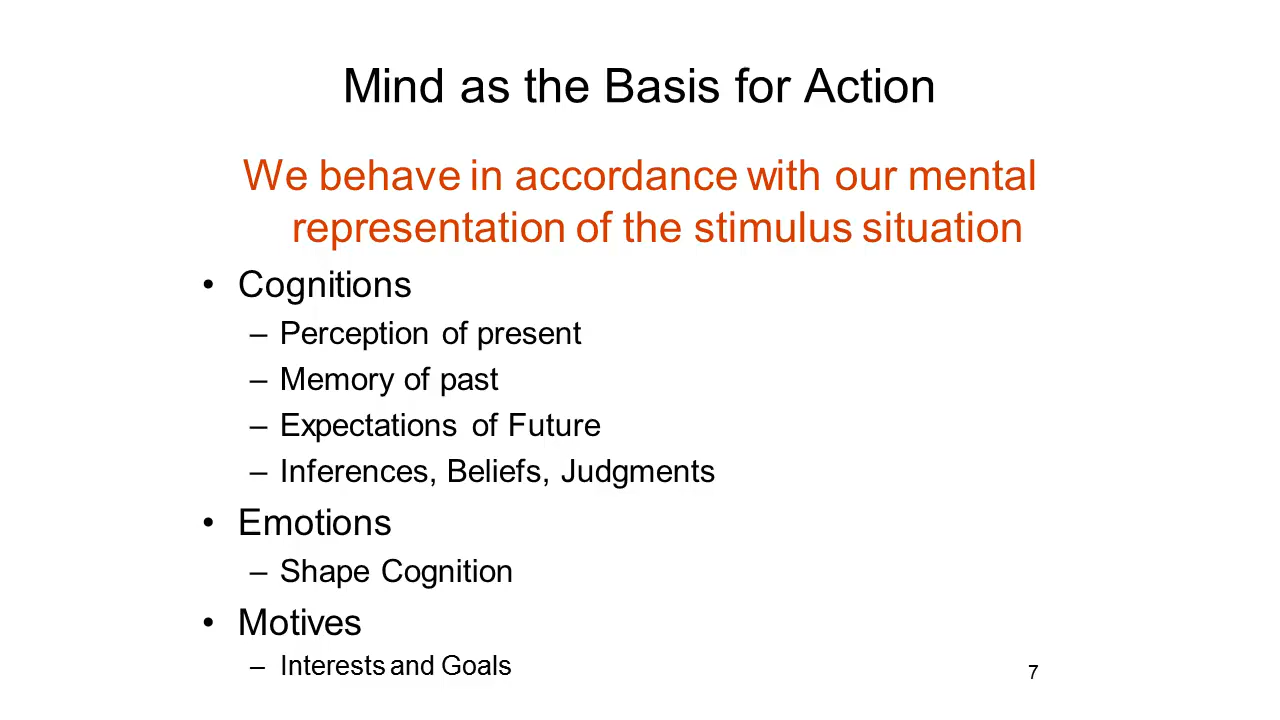 Mind as the Basis for Action
We behave in accordance with our mental
representation of the stimulus situation
• Cognitions
– Perception of present
– Memory of past
– Expectations of Future
– Inferences, Beliefs, Judgments
• Emotions
– Shape Cognition
• Motives
– Interests and Goals
7